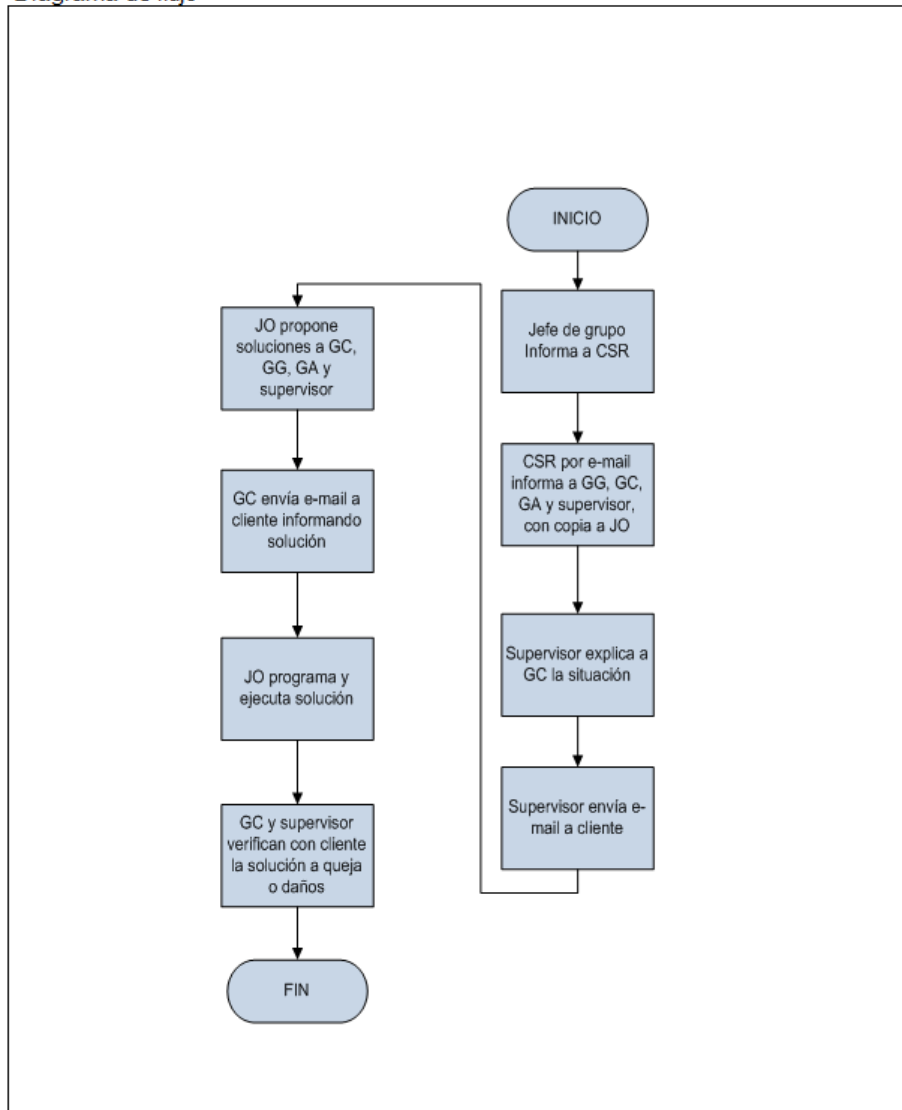 Diagrama de flujo
INICIO
Jefe de grupo
Informa a CSR
CSR por e-mail
informa a GG, GC,
GA y supervisor,
con copia a JO
Supervisor explica a
GC la situación
Supervisor envía e-
mail a cliente
JO propone
soluciones a GC,
GG, GA y
supervisor
GC envía e-mail a
cliente informando
solución
JO programa y
ejecuta solución
GC y supervisor
verifican con cliente
la solución a queja
o daños
FIN